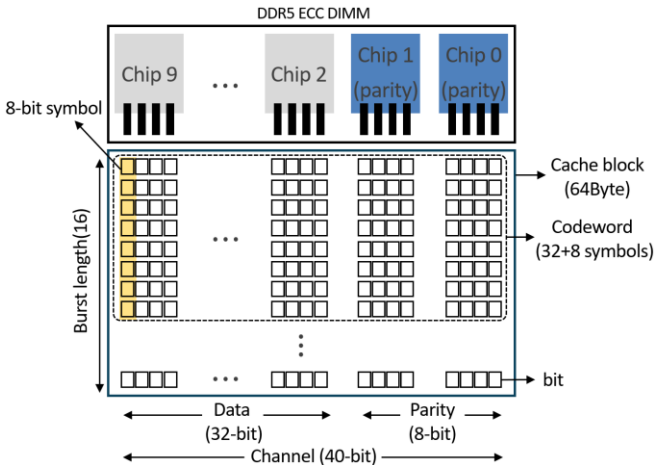 DDR5 ECC DIMM
Chip 9
...
Chip 2
Chip 1
(parity)
Chip 0
(parity)
8-bit symbol
Burst length(16)
Cache block
(64Byte)
Codeword
(32+8 symbols)
bit
Data
(32-bit)
Parity
(8-bit)
Channel (40-bit)